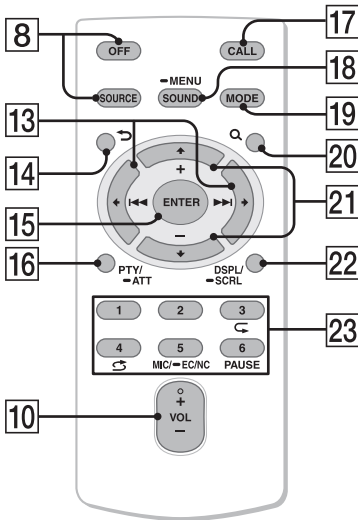 8
17
OFF
CALL
18
-MENU
SOURCE
SOUND
MODE
13
19
14
20
+
ENTER
15
21
-
16
PTY/
-ATT
DSPL/
-SCRL
22
1
2
3
23
4
5
6
MIC/-EC/NC
PAUSE
10
+
VOL
-